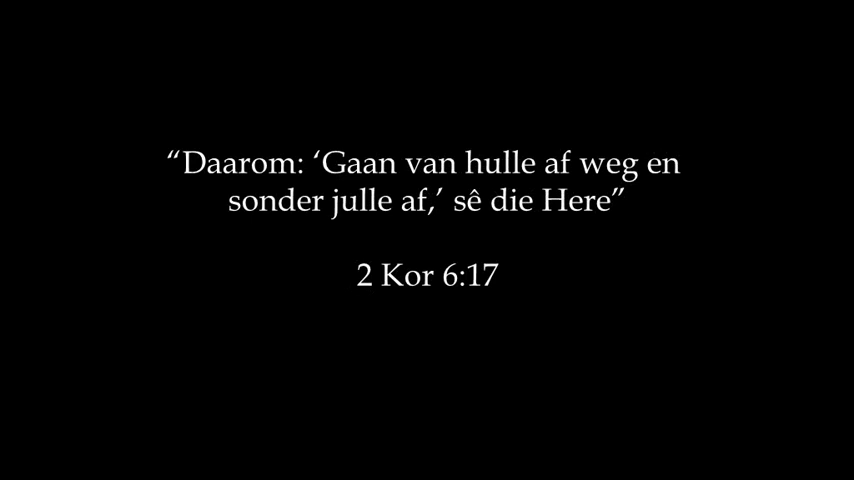 “Daarom: ‘Gaan van hulle af weg en
sonder julle af,’ sê die Here”
2 Kor 6:17